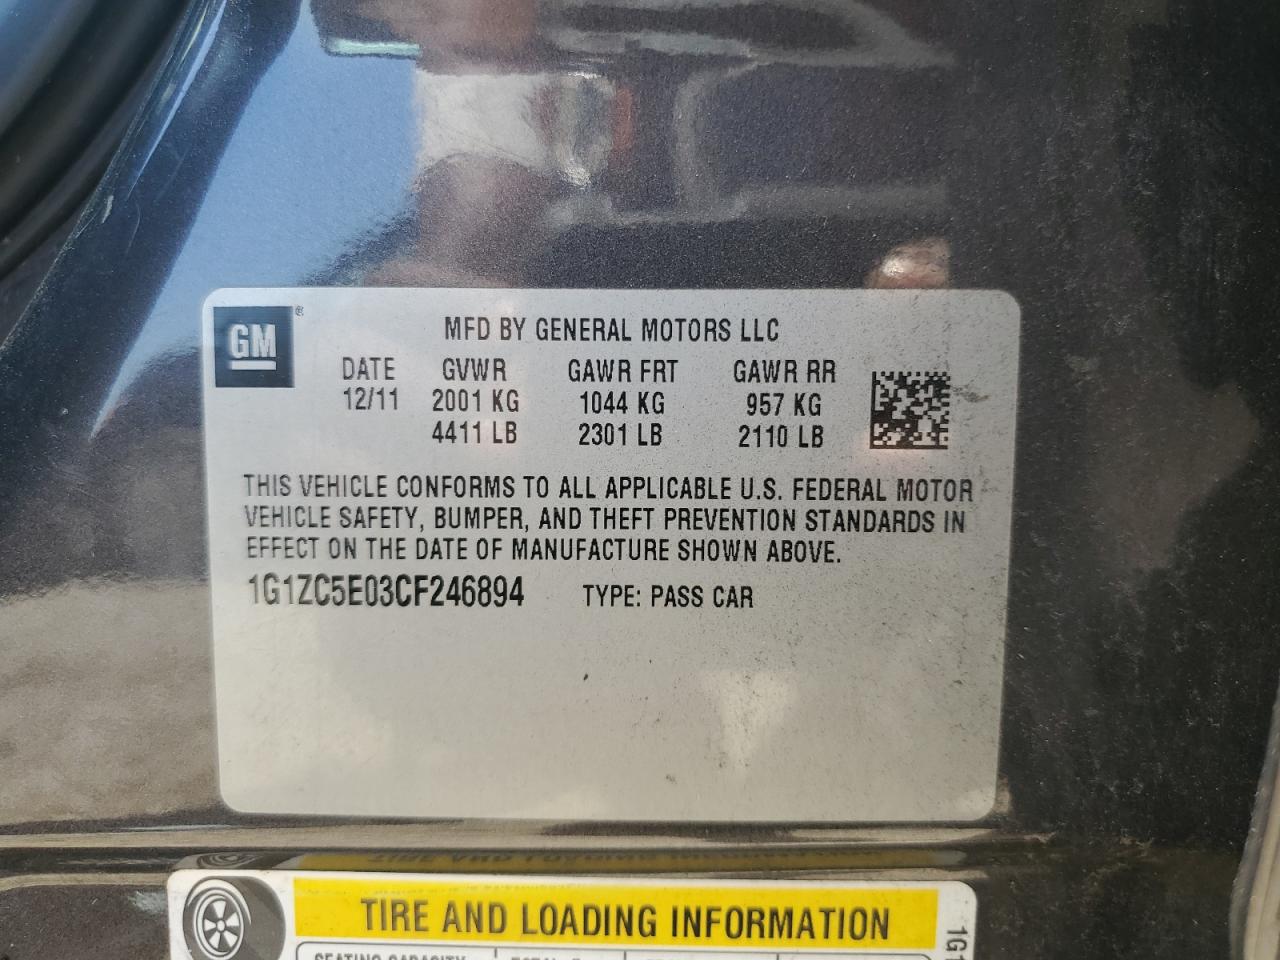 GM ®
MFD BY GENERAL MOTORS LLC
DATE GVWR GAWR FRT GAWR RR
12/11 2001 KG 1044 KG 957 KG
4411 LB 2301 LB 2110 LB
THIS VEHICLE CONFORMS TO ALL APPLICABLE U.S. FEDERAL MOTOR
VEHICLE SAFETY, BUMPER, AND THEFT PREVENTION STANDARDS IN
EFFECT ON THE DATE OF MANUFACTURE SHOWN ABOVE.
1G1ZC5E03CF246894 TYPE: PASS CAR
TIRE AND LOADING INFORMATION
SEATING CAPACITY
1G1